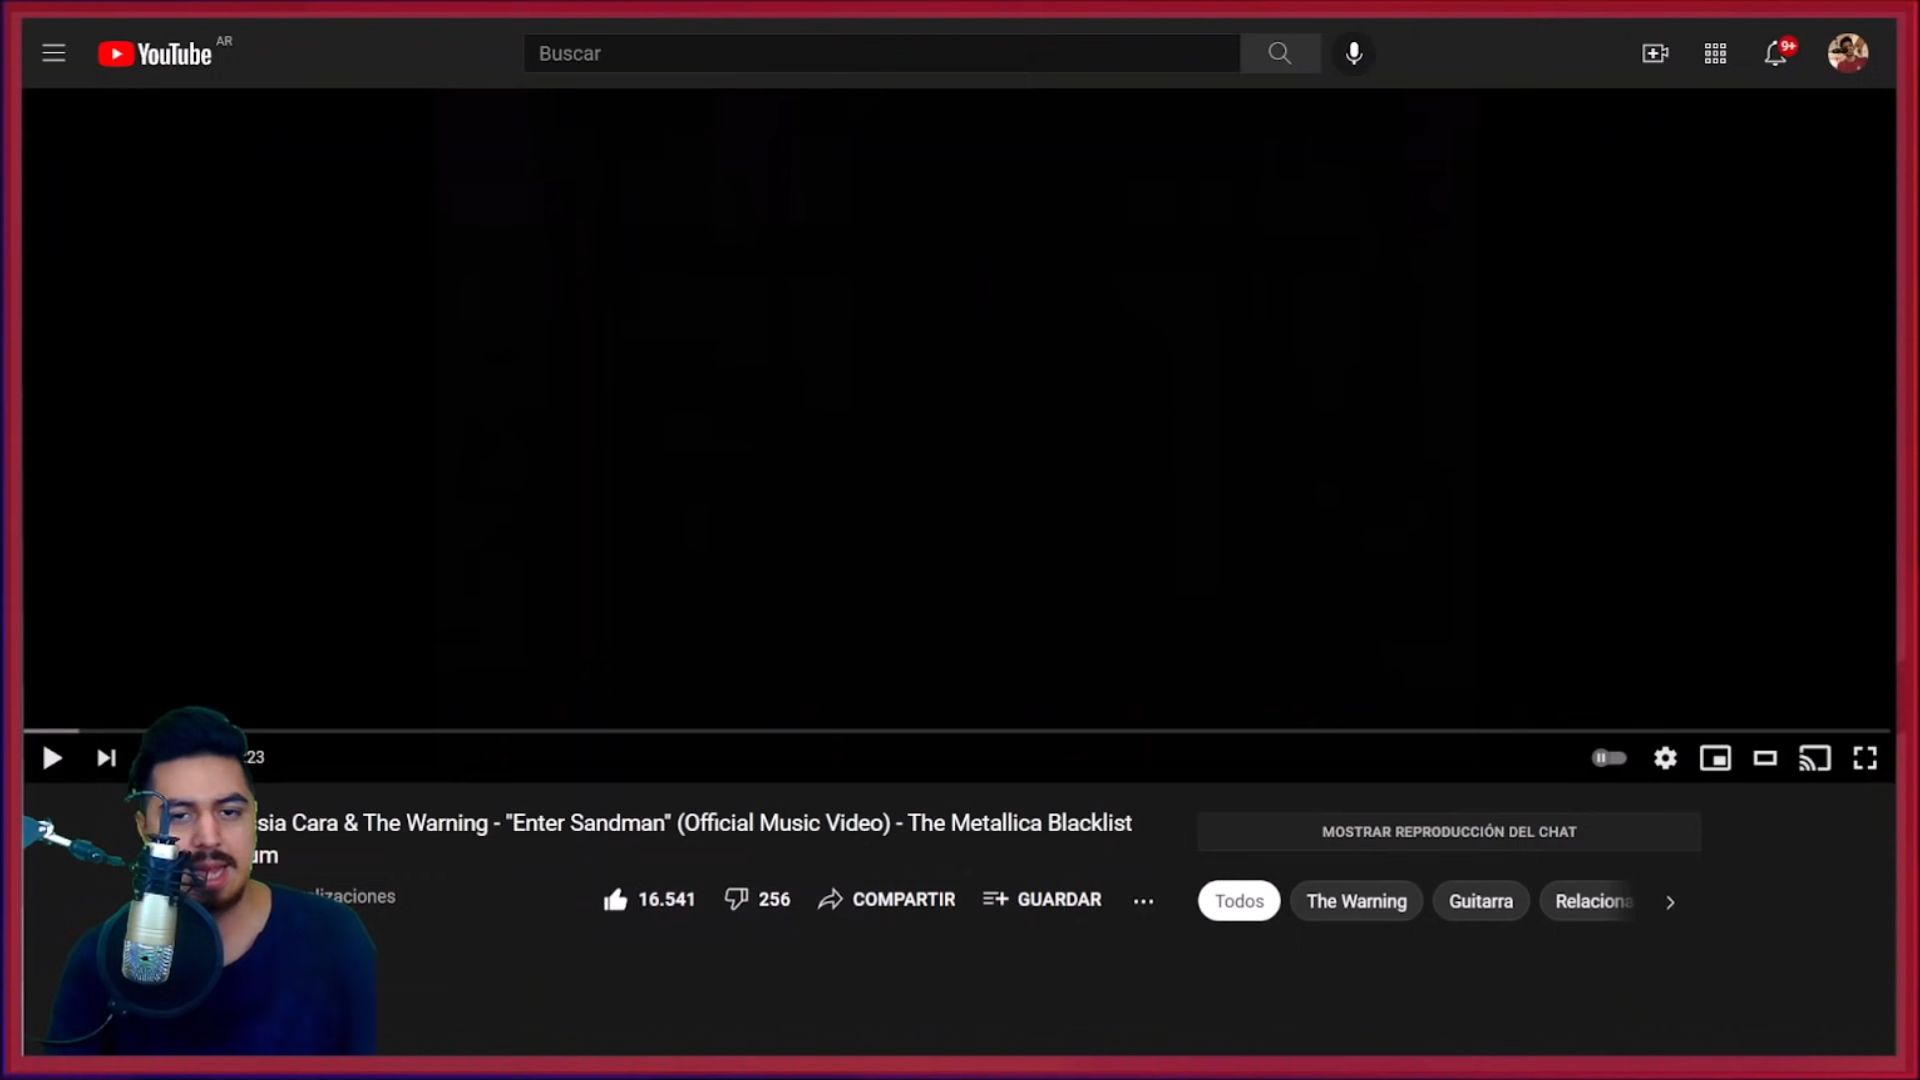 YouTube AR
Buscar
9+
:23
sia Cara & The Warning - "Enter Sandman" (Official Music Video) - The Metallica Blacklist
um
lizaciones
16.541
256
COMPARTIR
GUARDAR
MOSTRAR REPRODUCCIÓN DEL CHAT
Todos
The Warning
Guitarra
Relaciona